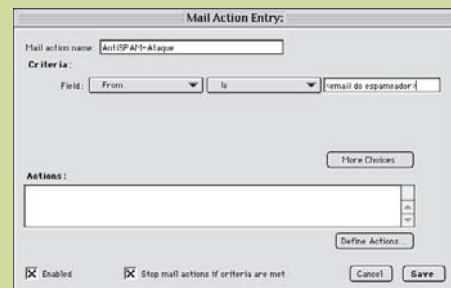 Mail Action Entry:
Mail action name: AntiSPAM-Ataque
Criteria:
Field: From Is <email do espameador>
More Choices
Actions:
Define Actions...
Enabled Stop mail actions if criteria are met Cancel Save